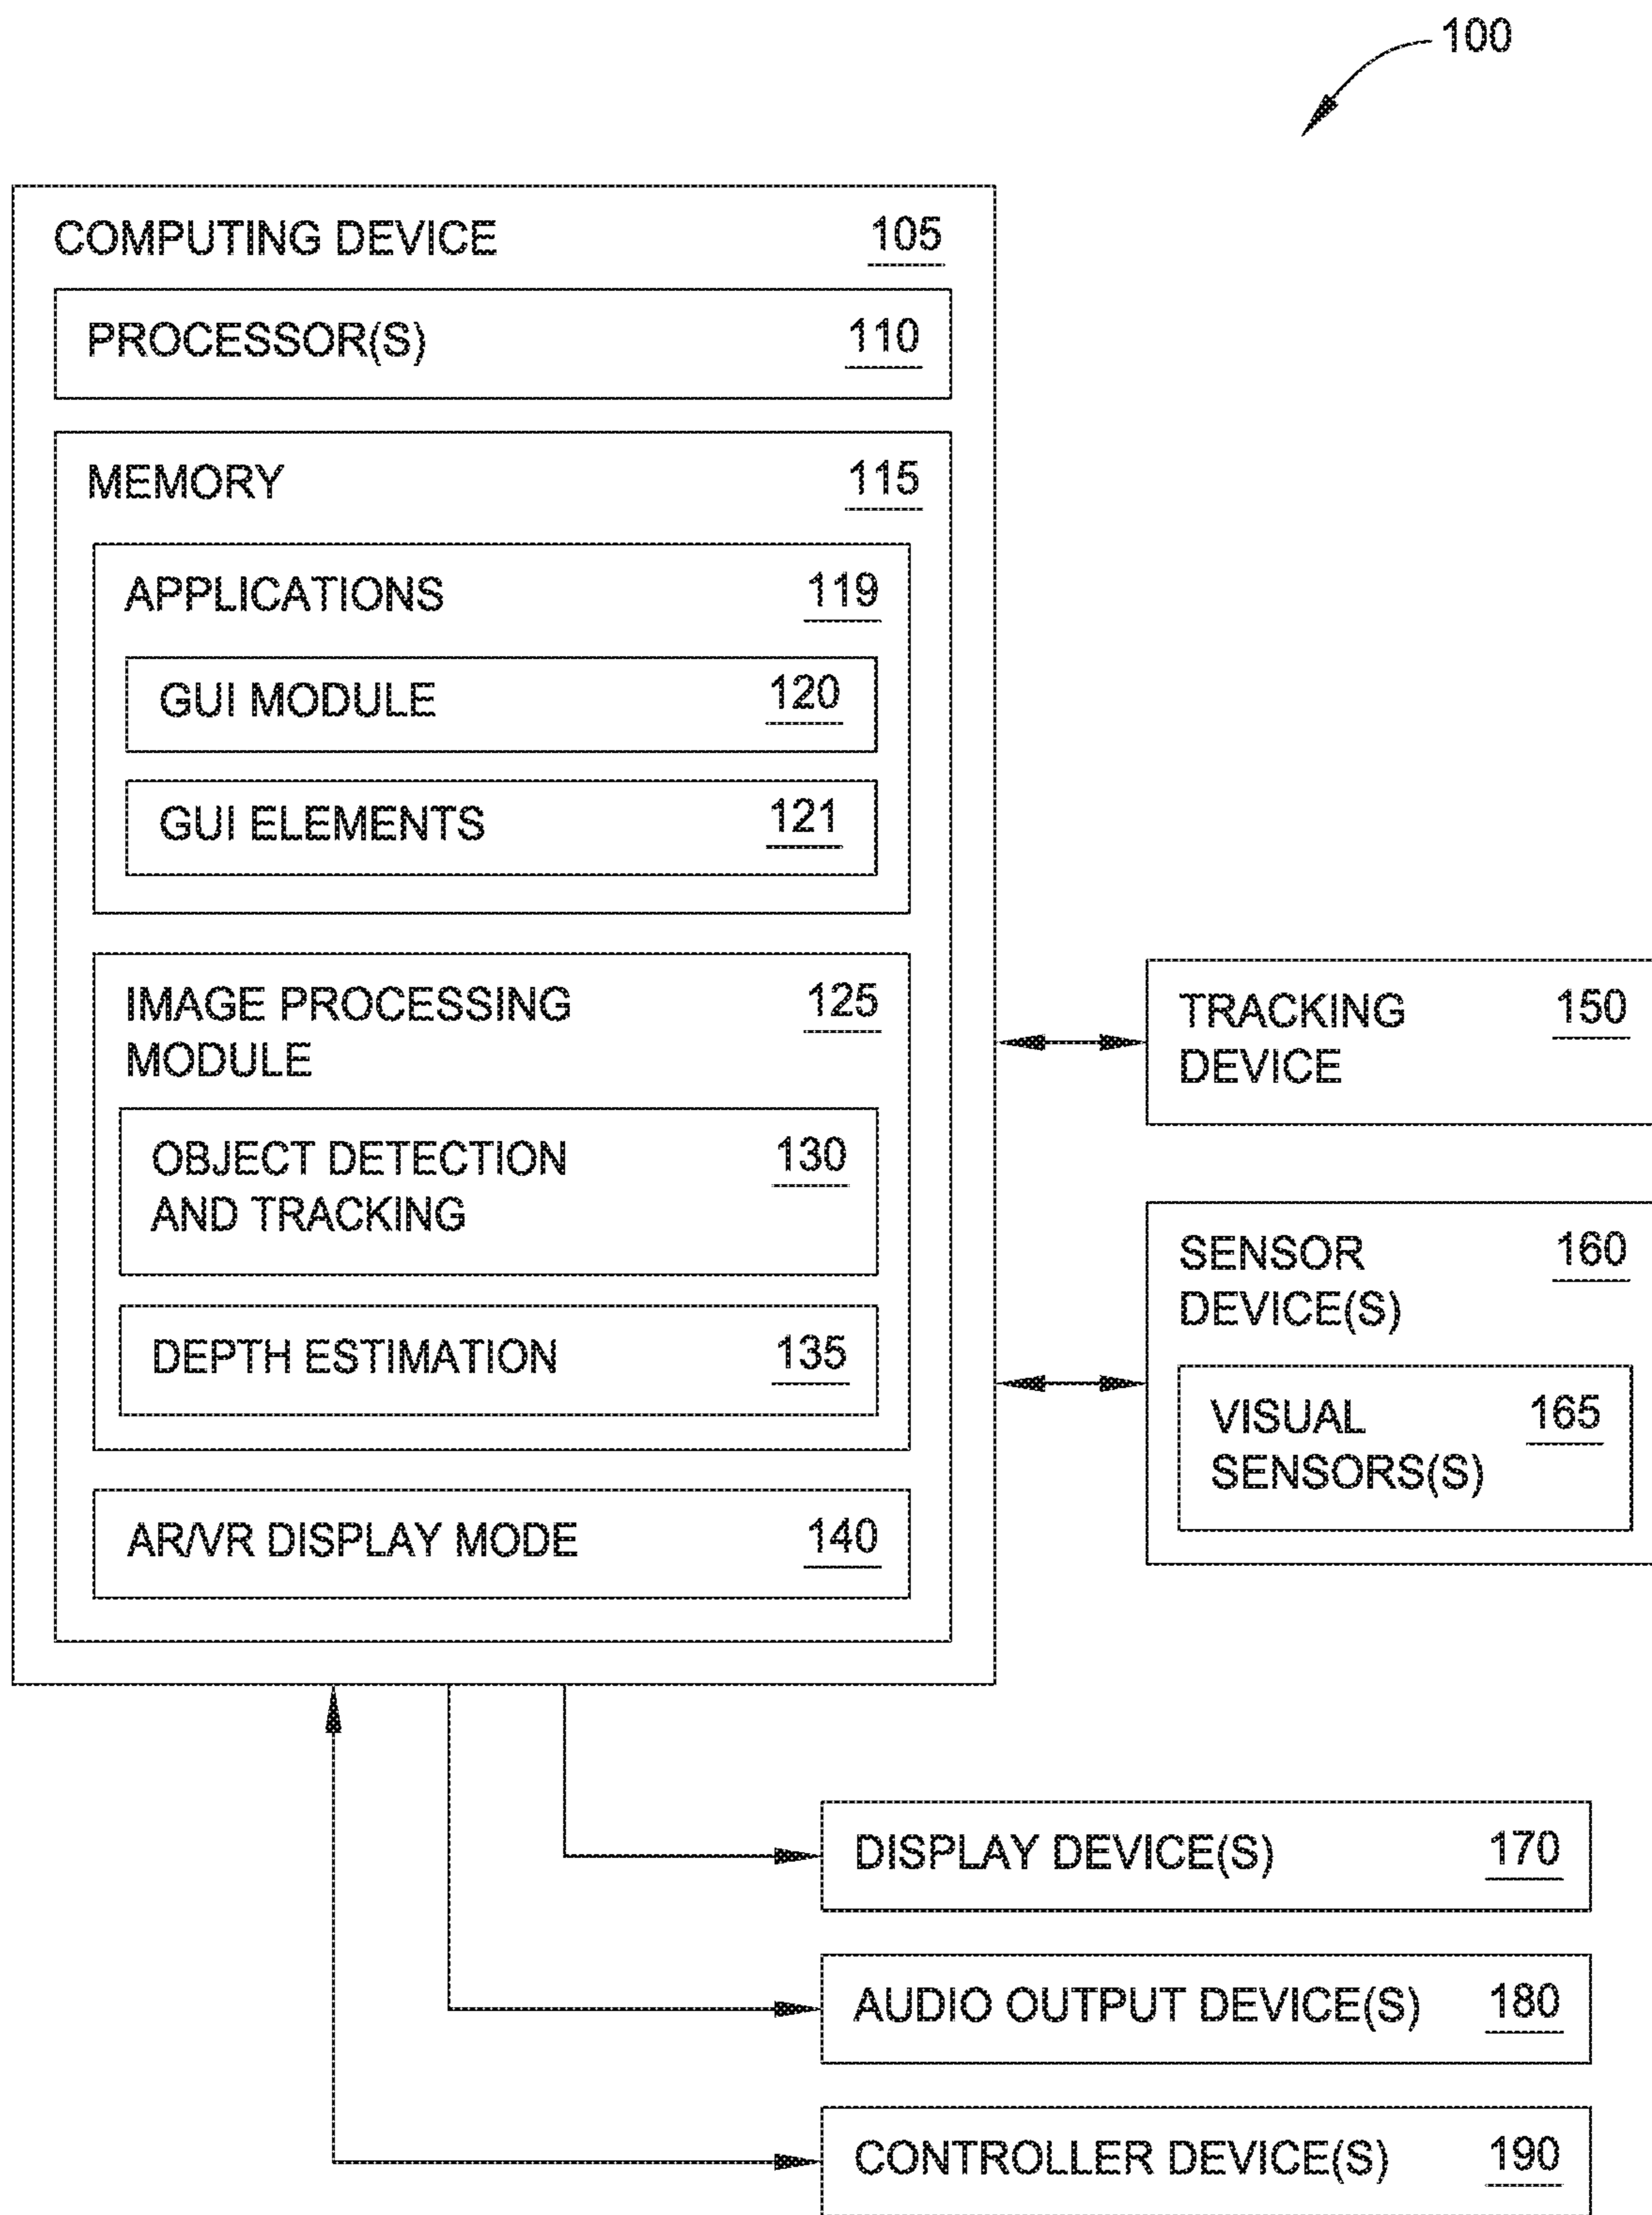 100
COMPUTING DEVICE 105
PROCESSOR(S) 110
MEMORY 115
APPLICATIONS 119
GUI MODULE 120
GUI ELEMENTS 121
IMAGE PROCESSING 125
MODULE
OBJECT DETECTION 130
AND TRACKING
DEPTH ESTIMATION 135
AR/VR DISPLAY MODE 140
TRACKING 150
DEVICE
SENSOR 160
DEVICE(S)
VISUAL 165
SENSORS(S)
DISPLAY DEVICE(S) 170
AUDIO OUTPUT DEVICE(S) 180
CONTROLLER DEVICE(S) 190